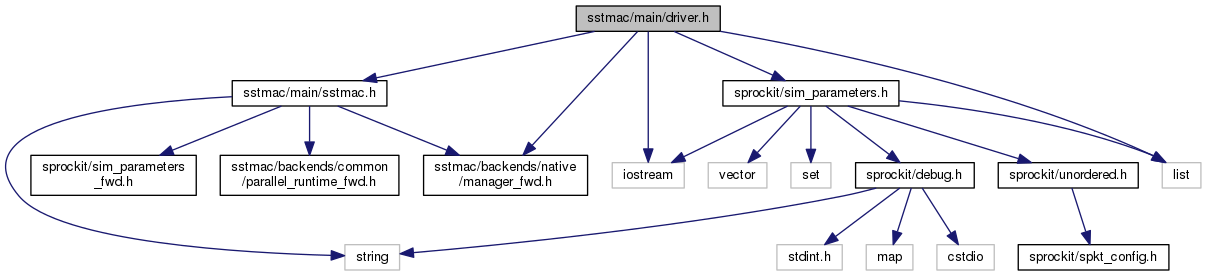 sstmac/main/driver.h
sstmac/main/sstmac.h
sprockit/sim_parameters.h
sprockit/sim_parameters
_fwd.h
sstmac/backends/common
/parallel_runtime_fwd.h
sstmac/backends/native
/manager_fwd.h
iostream
vector
set
sprockit/debug.h
sprockit/unordered.h
list
string
stdint.h
map
cstdio
sprockit/spkt_config.h